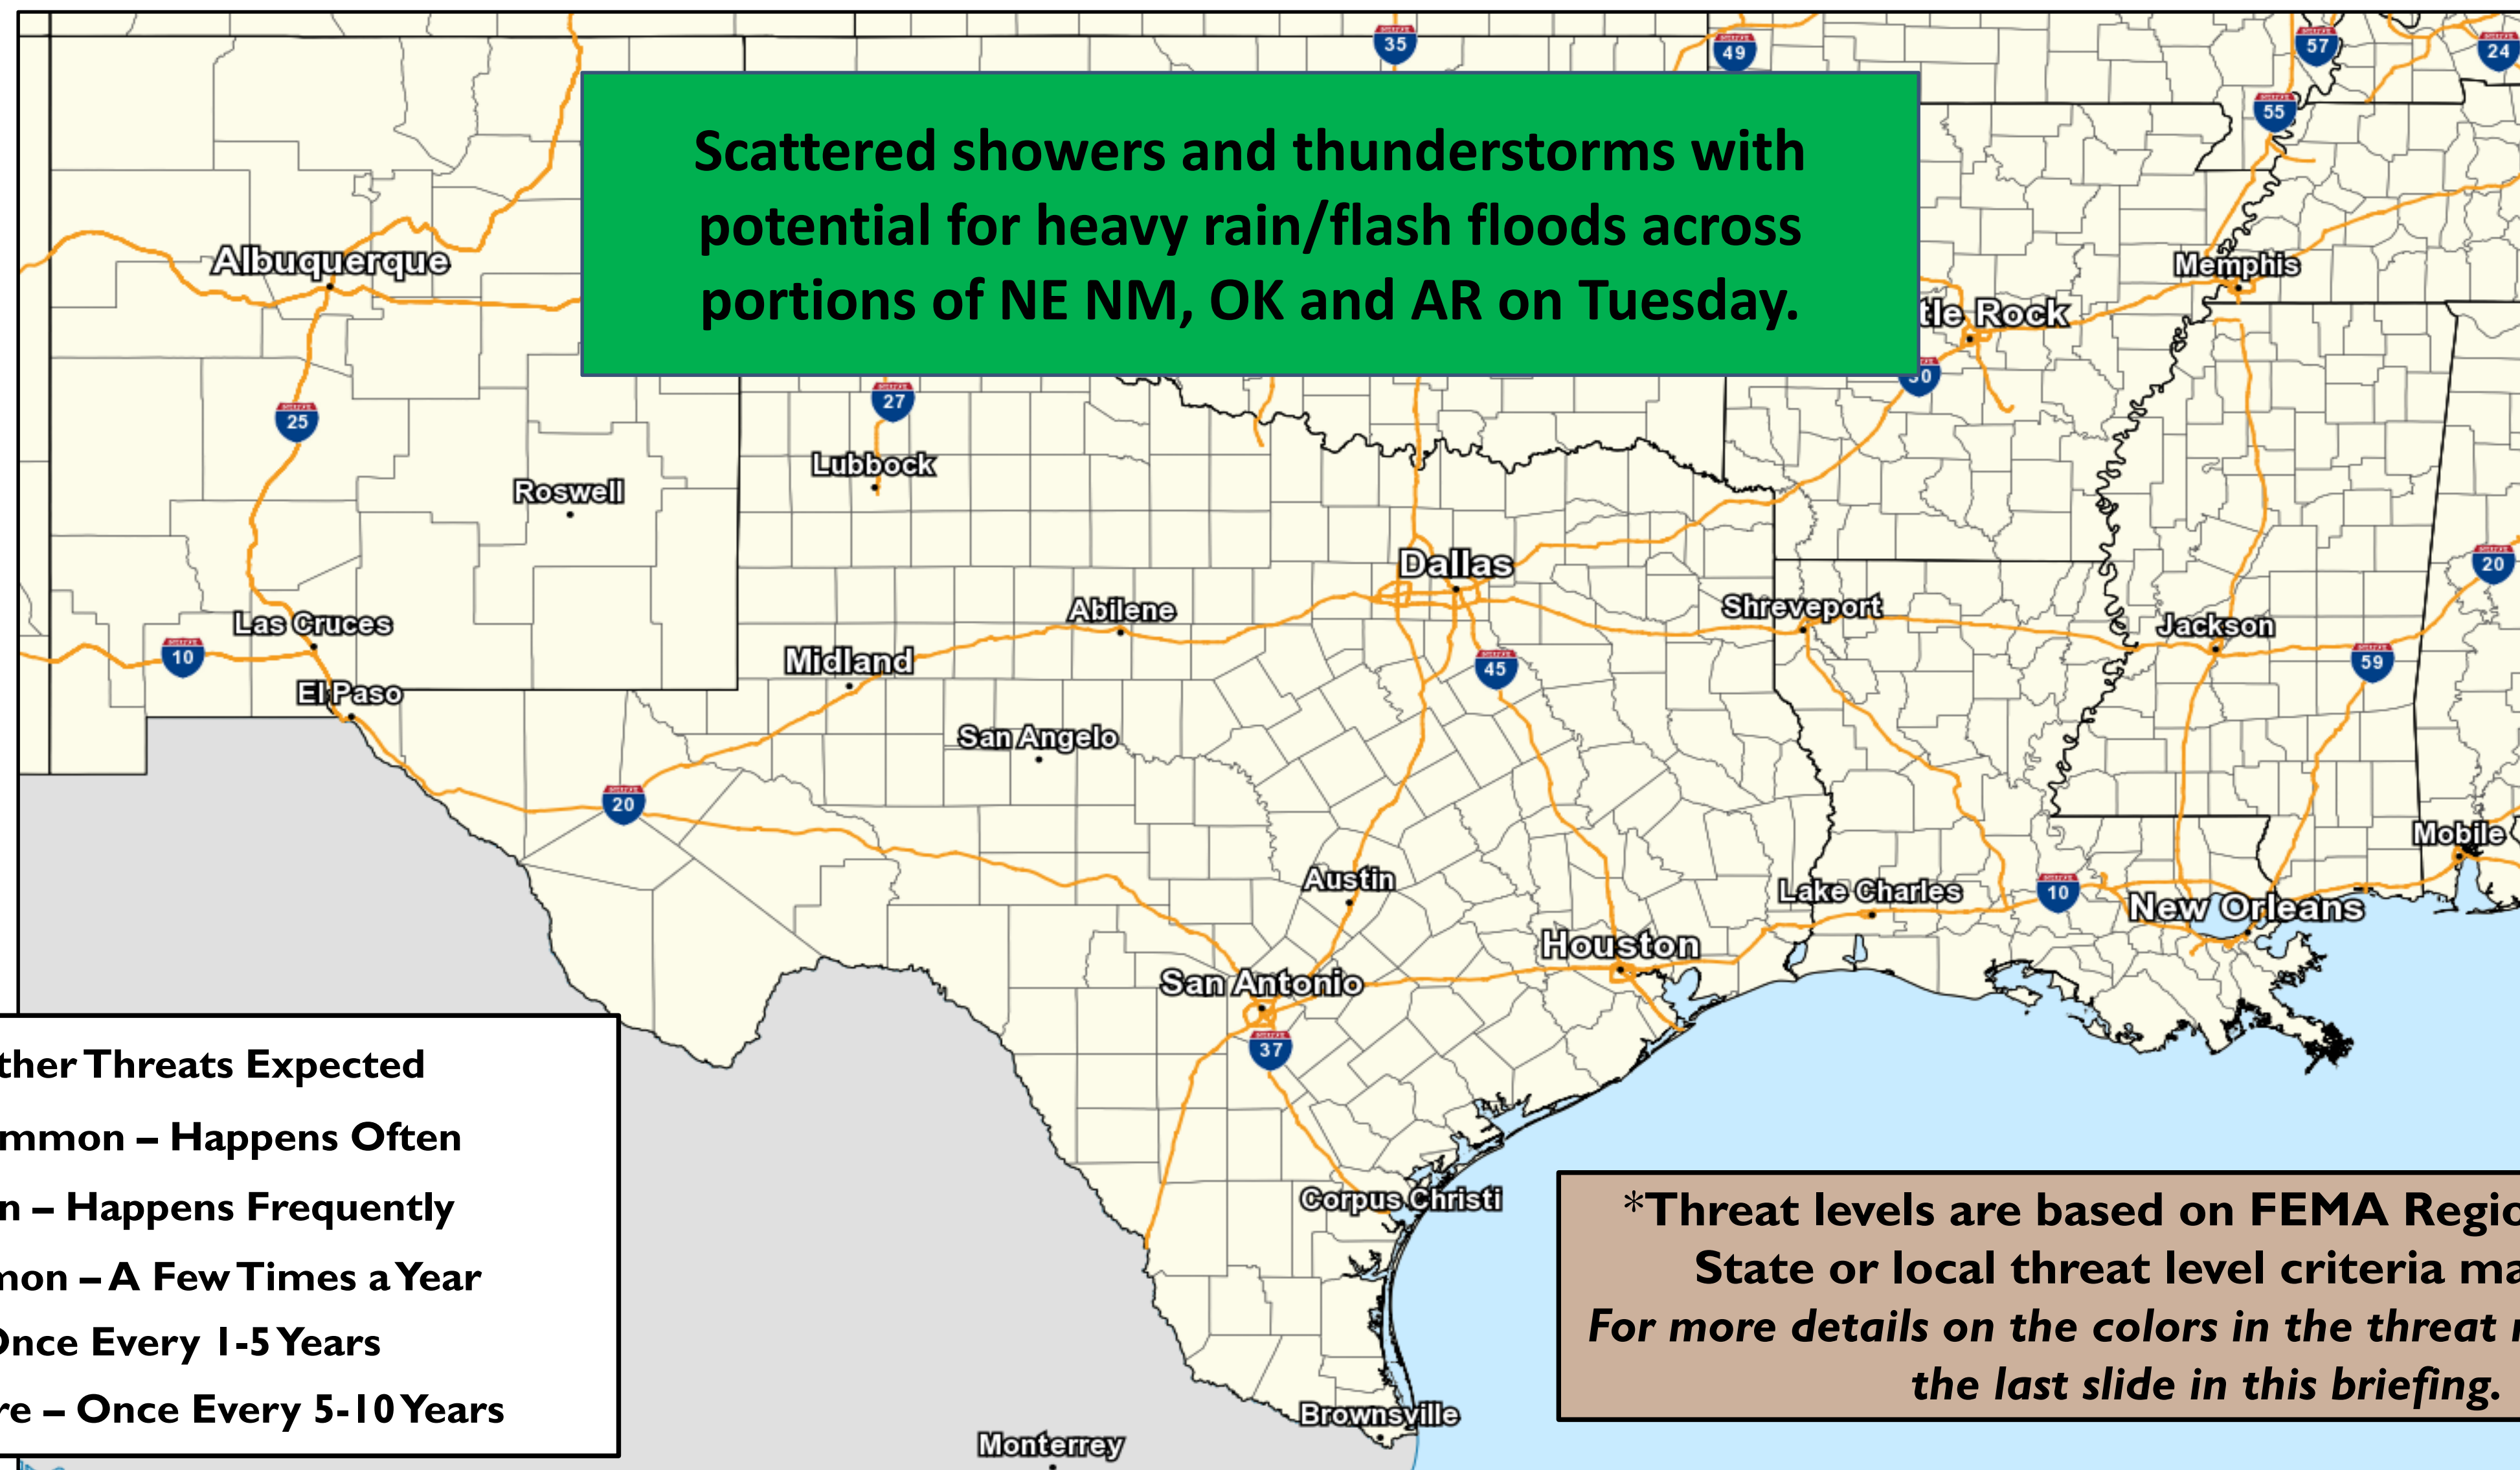 35
49
57
24
55
Scattered showers and thunderstorms with
potential for heavy rain/flash floods across
portions of NE NM, OK and AR on Tuesday.
Albuquerque
Memphis
tle Rock
30
25
27
Lubbock
Roswell
Dallas
20
Abilene
Shreveport
Las Cruces
Jackson
10
Midland
45
59
El Paso
San Angelo
20
Mobile
Austin
Lake Charles
10
New Orleans
Houston
San Antonio
37
ther Threats Expected
mmon – Happens Often
n – Happens Frequently
mon – A Few Times a Year
Once Every 1-5 Years
re – Once Every 5-10 Years
Corpus Christi
*Threat levels are based on FEMA Regio
State or local threat level criteria ma
For more details on the colors in the threat
the last slide in this briefing.
Brownsville
Monterrey